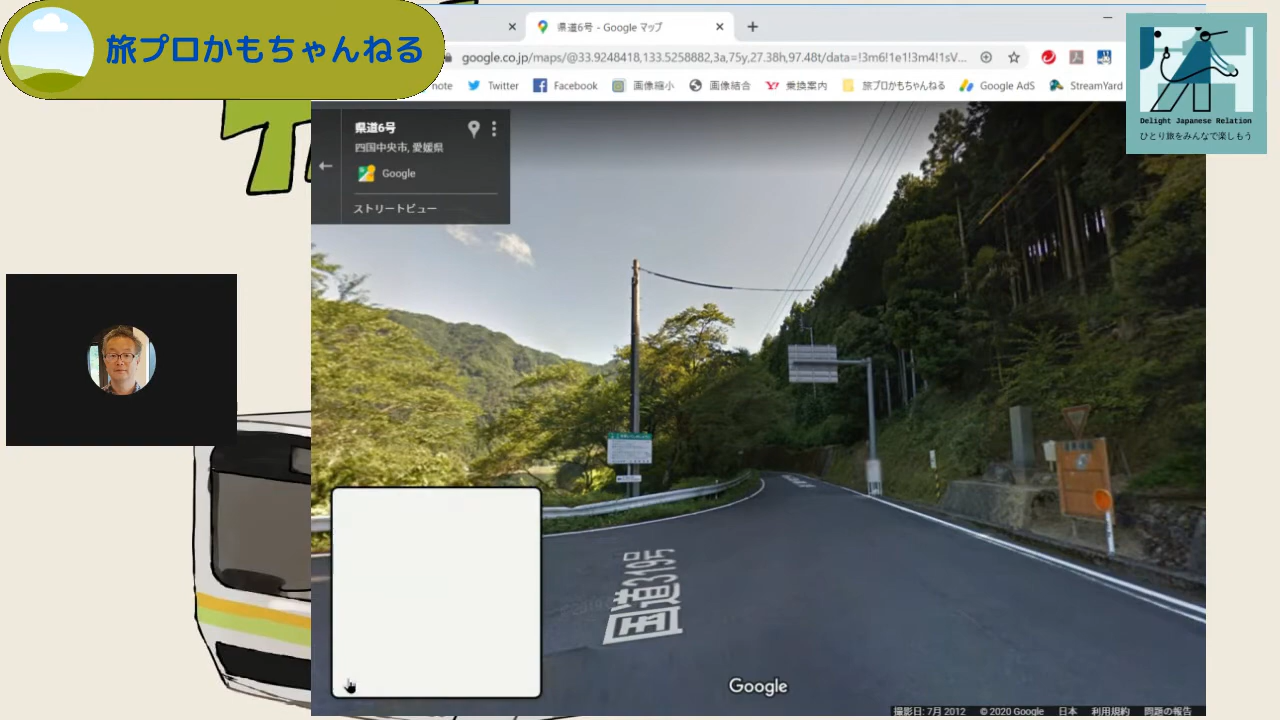 旅プロかもちゃんねる
県道6号 - Google マップ
google.co.jp/maps/@33.9248418,133.5258882,3a,75y,27.38h,97.48t/data=!3m6!1e1!3m4!1sV...
note
Twitter
Facebook
画像縮小
画像結合
乗換案内
旅プロかもちゃんねる
Google AdS
StreamYard
Delight Japanese Relation
ひとり旅をみんなで楽しもう
県道6号
四国中央市, 愛媛県
Google
ストリートビュー
国道319号
Google
撮影日: 7月 2012 © 2020 Google 日本 利用規約 問題の報告